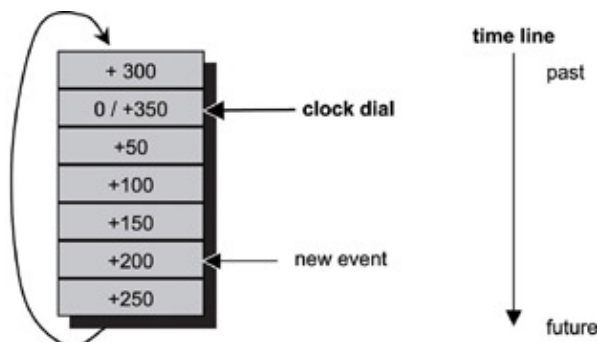 time line
past
+ 300
0 / +350
clock dial
+50
+100
+150
+200
new event
+250
future